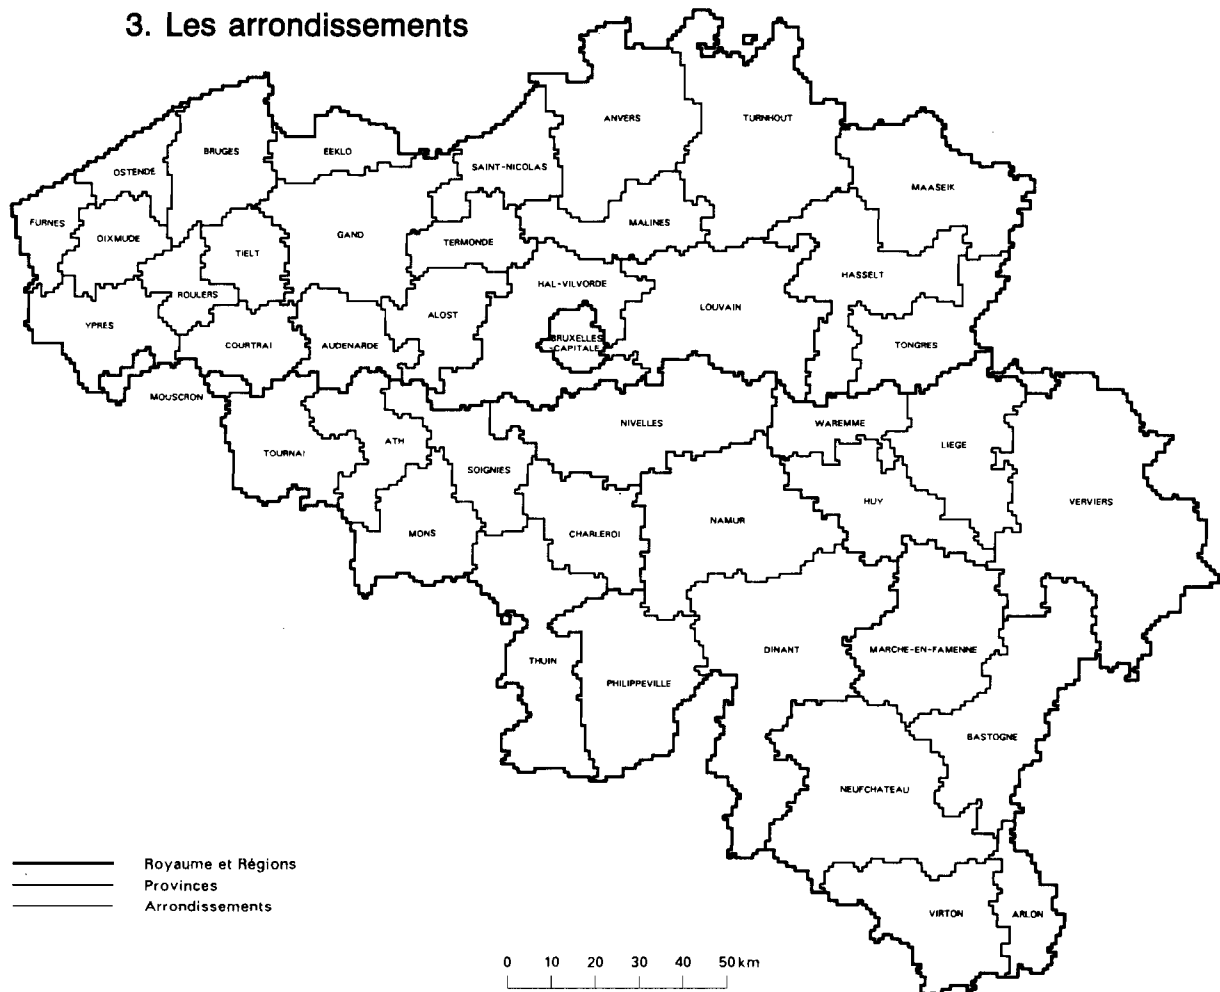 3. Les arrondissements
ANVERS
TURNHOUT
BRUGES
EEKLO
SAINT-NICOLAS
OSTENDE
MAASEIK
FURNES
DIXMUDE
GAND
MALINES
TERMONDE
TIELT
HASSELT
HAL-VILVORDE
ROULERS
LOUVAIN
ALOST
YPRES
COURTRAI
AUDENARDE
BRUXELLES
-CAPITALE
TONGRES
MOUSCRON
NIVELLES
WAREMME
ATH
LIEGE
TOURNAI
SOIGNIES
HUY
VERVIERS
NAMUR
MONS
CHARLEROI
DINANT
MARCHE-EN-FAMENNE
THUIN
PHILIPPEVILLE
BASTOGNE
NEUFCHATEAU
Royaume et Régions
Provinces
Arrondissements
VIRTON
ARLON
0 10 20 30 40 50 km